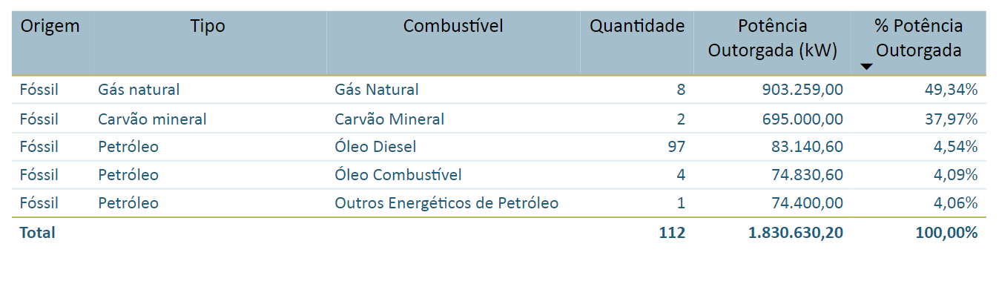 Origem Tipo Combustível Quantidade Potência Outorgada (kW) % Potência Outorgada
Fóssil Gás natural Gás Natural 8 903.259,00 49,34%
Fóssil Carvão mineral Carvão Mineral 2 695.000,00 37,97%
Fóssil Petróleo Óleo Diesel 97 83.140,60 4,54%
Fóssil Petróleo Óleo Combustível 4 74.830,60 4,09%
Fóssil Petróleo Outros Energéticos de Petróleo 1 74.400,00 4,06%
Total 112 1.830.630,20 100,00%